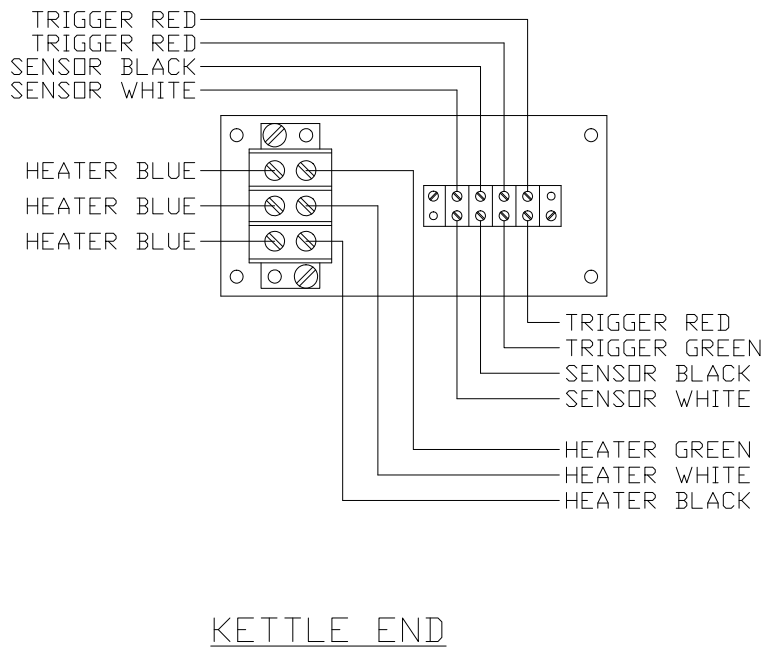 TRIGGER RED
TRIGGER RED
SENSOR BLACK
SENSOR WHITE
HEATER BLUE
HEATER BLUE
HEATER BLUE
TRIGGER RED
TRIGGER GREEN
SENSOR BLACK
SENSOR WHITE
HEATER GREEN
HEATER WHITE
HEATER BLACK
KETTLE END